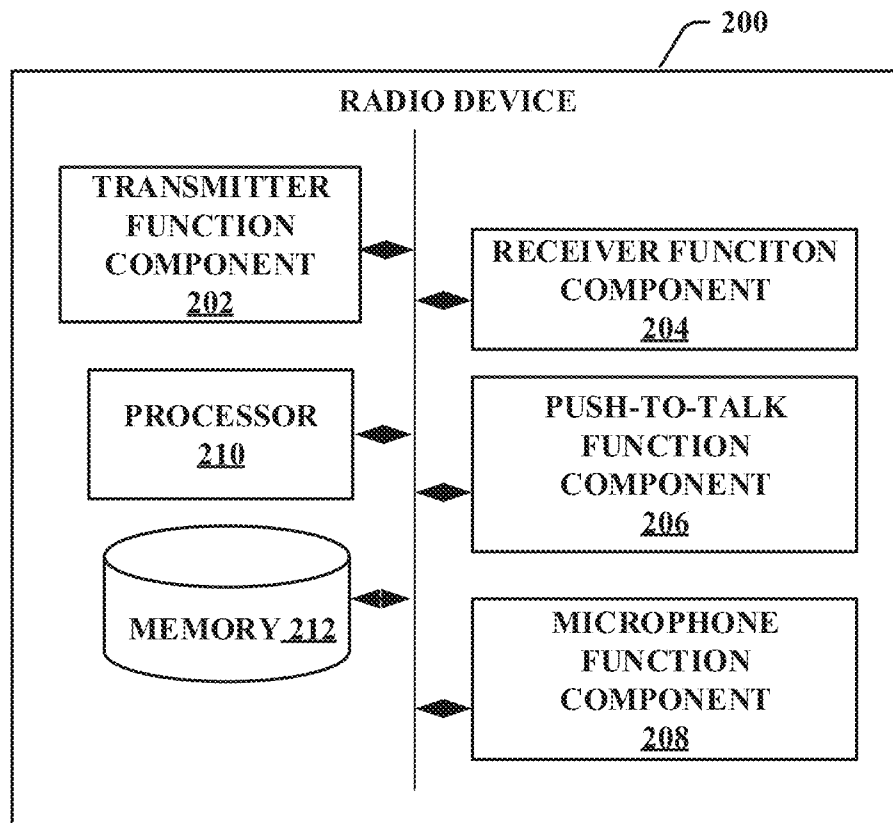 200
RADIO DEVICE
TRANSMITTER
FUNCTION
COMPONENT
202
RECEIVER FUNCITON
COMPONENT
204
PROCESSOR
210
PUSH-TO-TALK
FUNCTION
COMPONENT
206
MEMORY 212
MICROPHONE
FUNCTION
COMPONENT
208